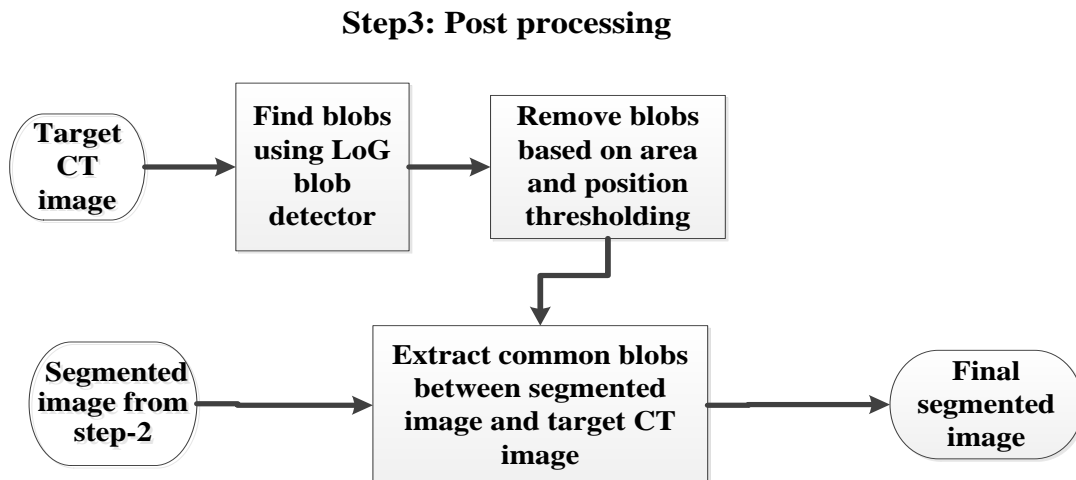 Step3: Post processing
Target
CT
image
Find blobs
using LoG
blob
detector
Remove blobs
based on area
and position
thresholding
Segmented
image from
step-2
Extract common blobs
between segmented
image and target CT
image
Final
segmented
image